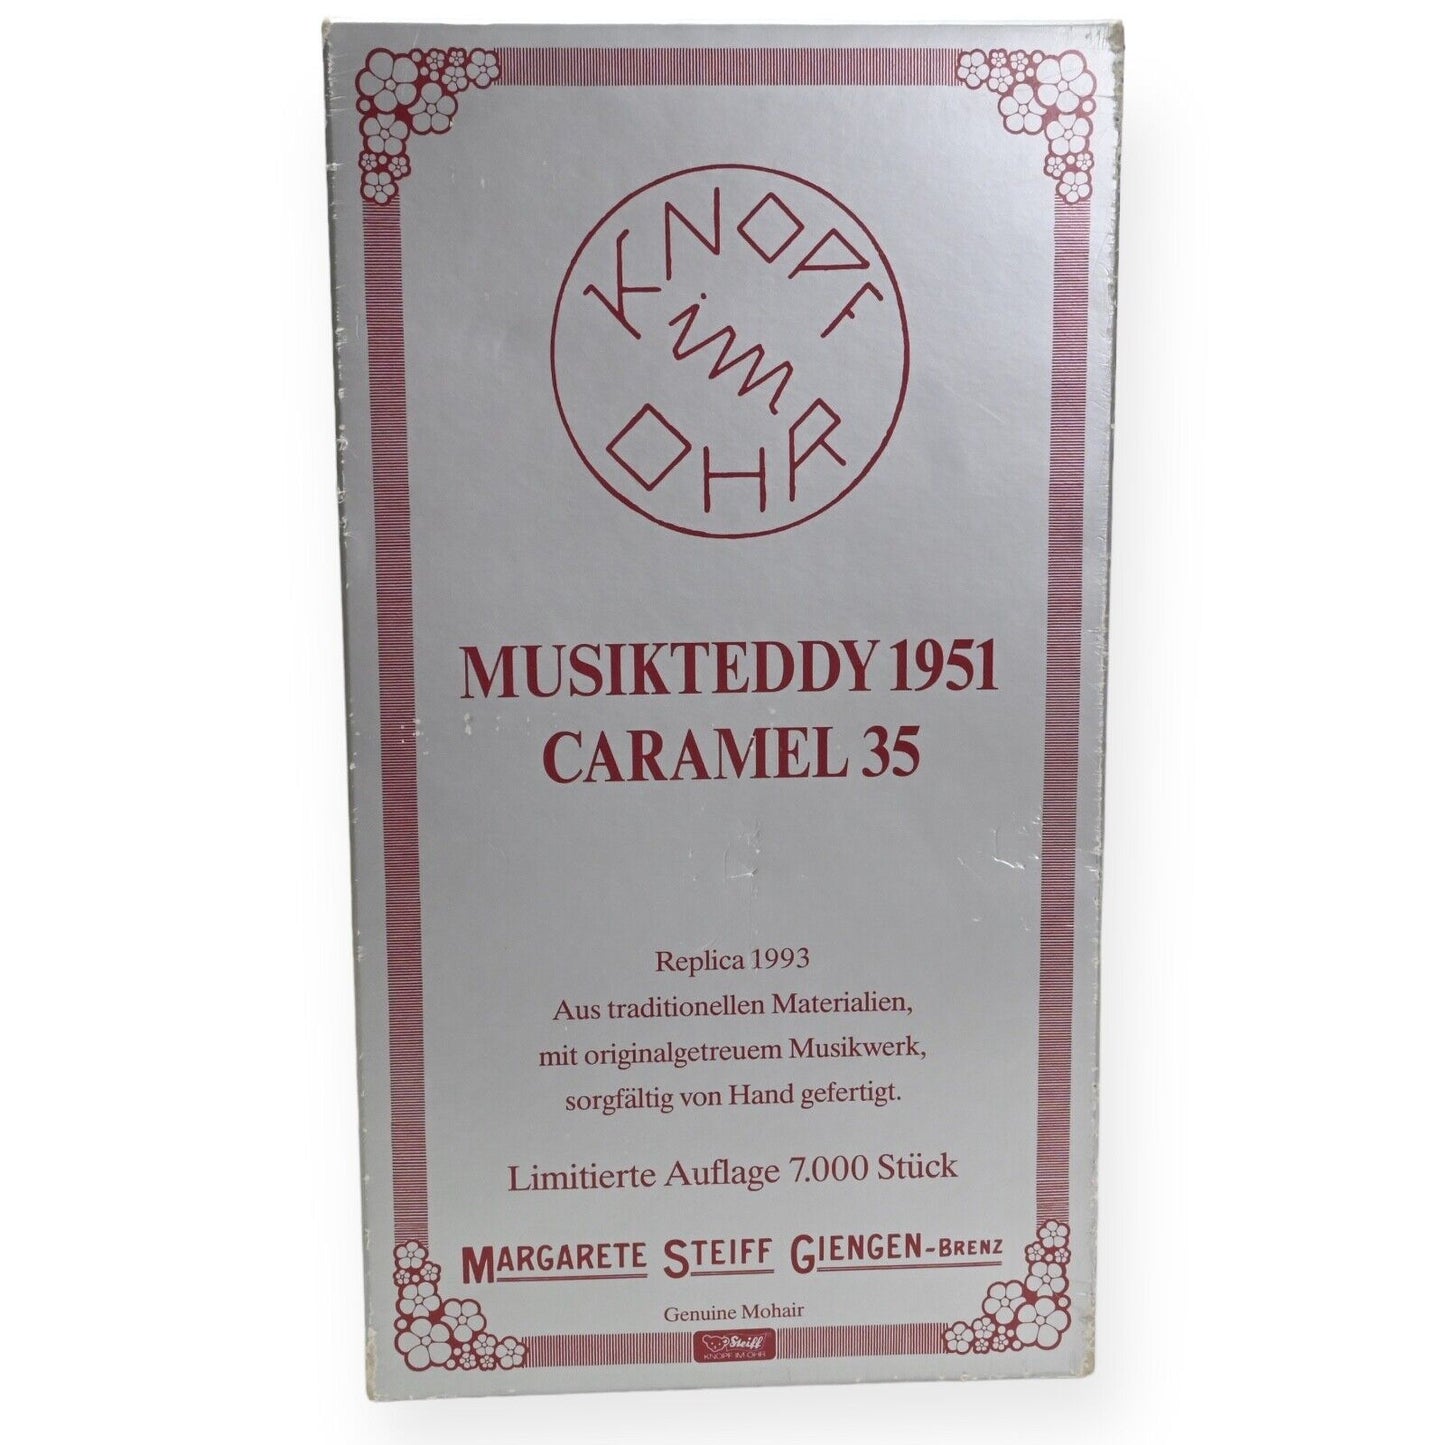 KNOPF
im
OHR
MUSIKTEDDY 1951
CARAMEL 35
Replica 1993
Aus traditionellen Materialien,
mit originalgetreuem Musikwerk,
sorgfältig von Hand gefertigt.
Limitierte Auflage 7.000 Stück
MARGARETE STEIFF GIENGEN-BRENZ
Genuine Mohair
Steiff
KNOPF IM OHR